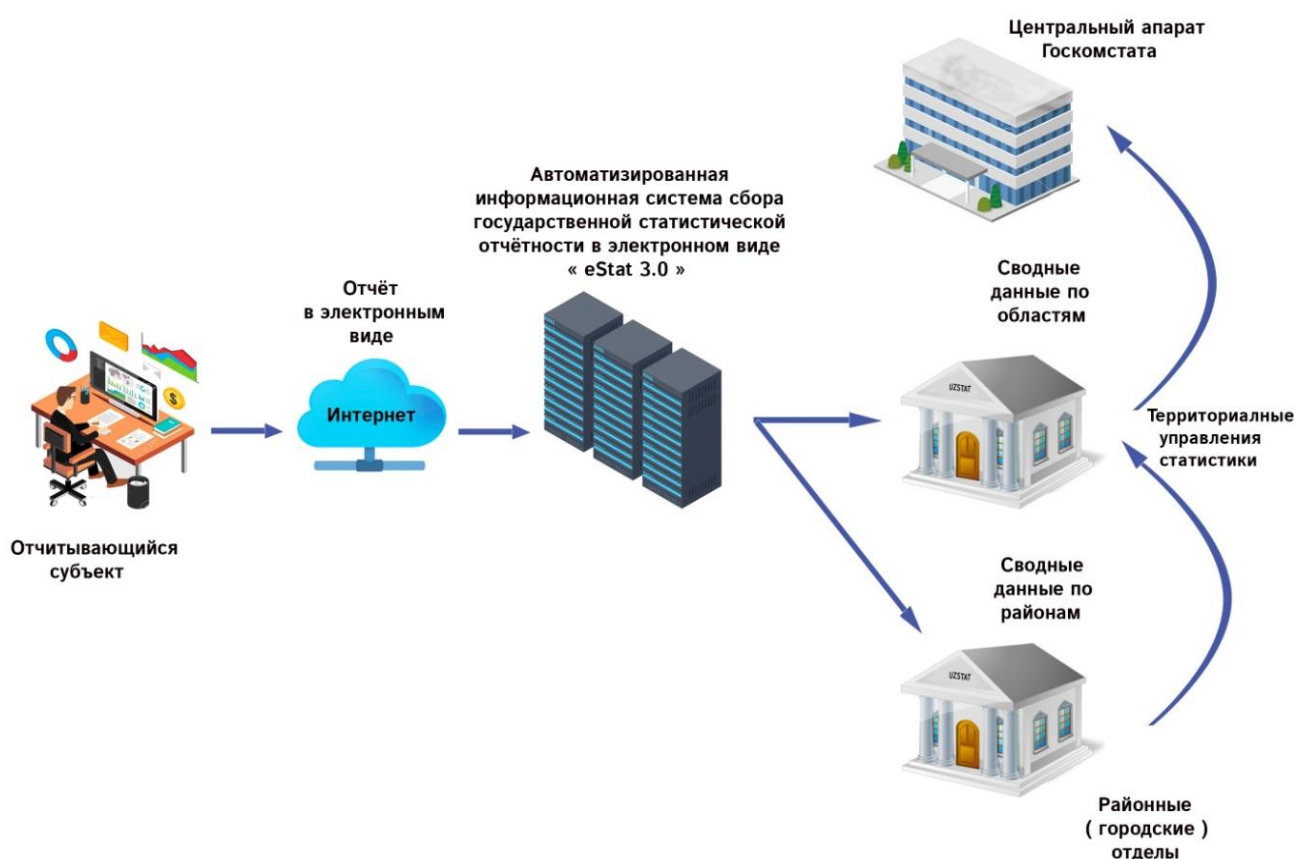 Центральный апарат
Госкомстата
Автоматизированная
информационная система сбора
государственной статистической
отчётности в электронном виде
« eStat 3.0 »
Отчёт
в электронным
виде
Интернет
Отчитывающийся
субъект
Сводные
данные по
областям
UZSTAT
Территориалные
управления
статистики
Сводные
данные по
районам
UZSTAT
Районные
( городские )
отделы